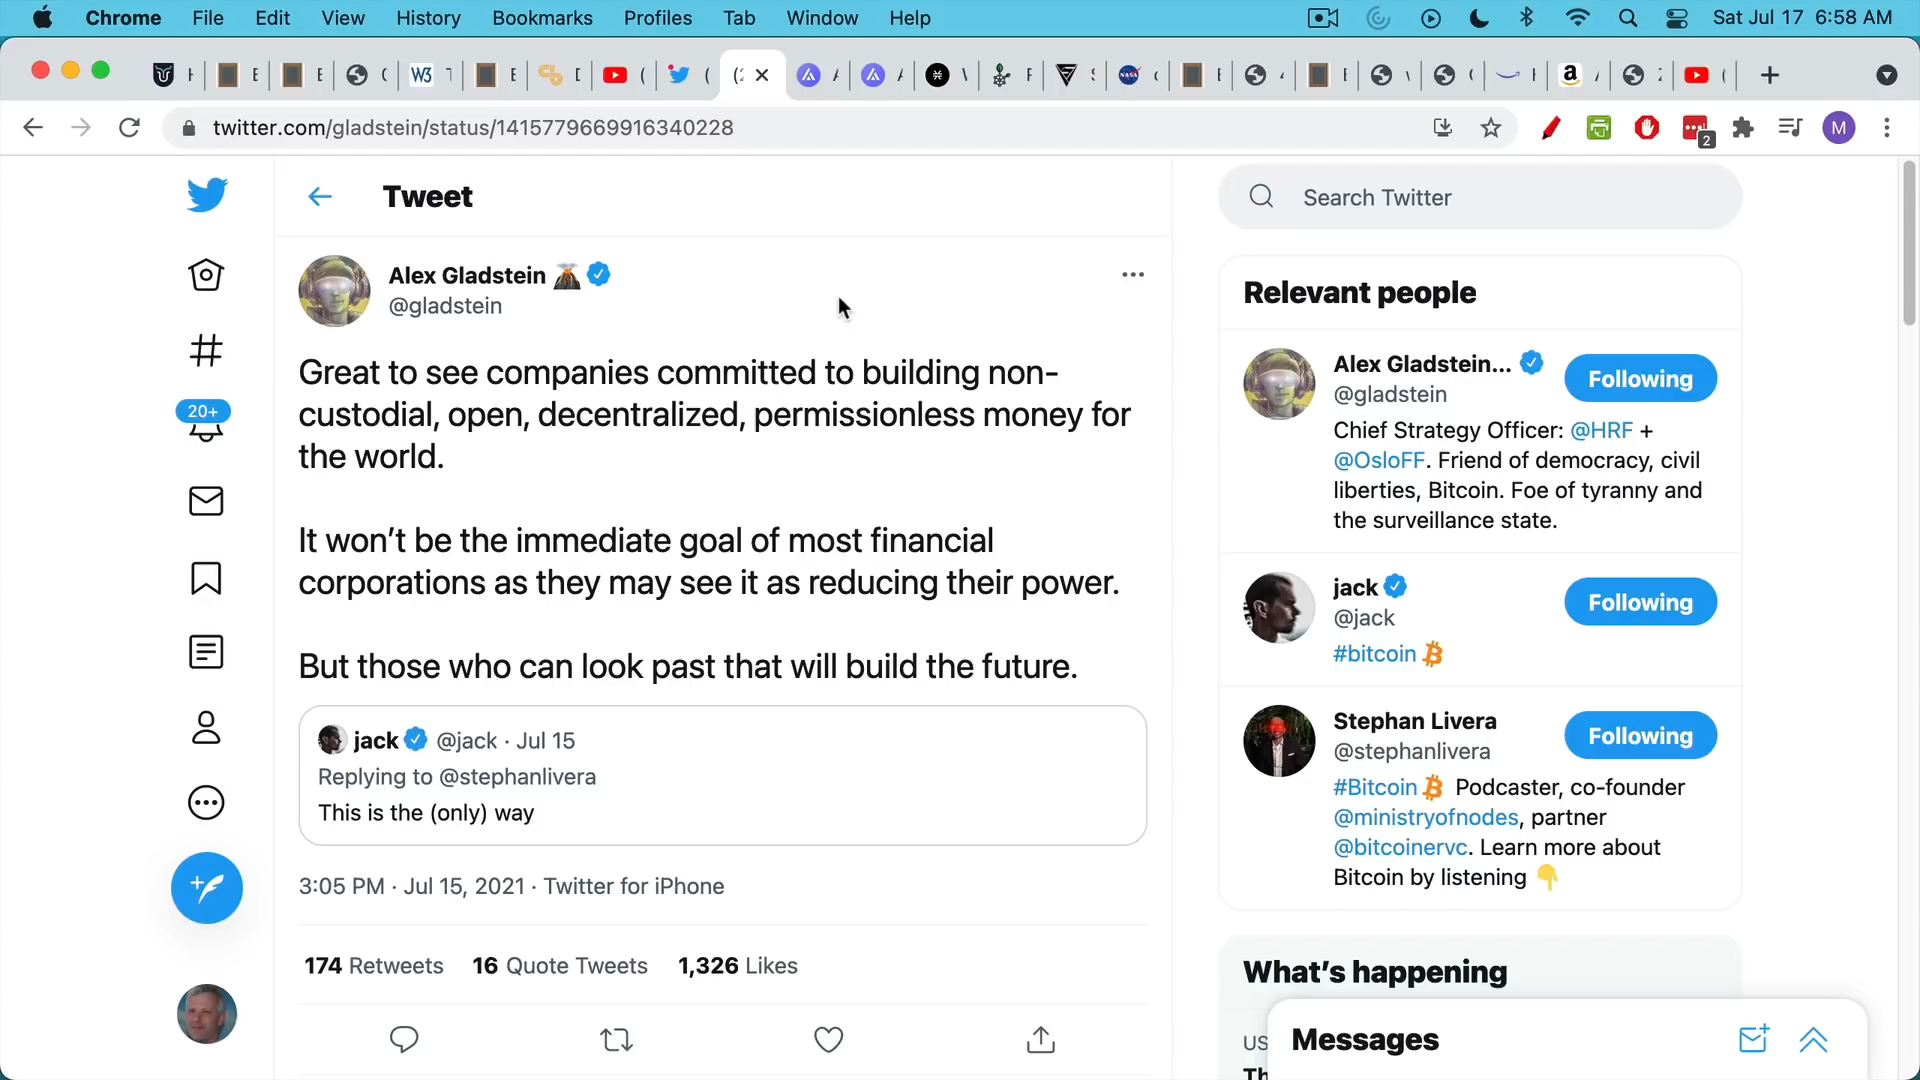 Chrome File Edit View History Bookmarks Profiles Tab Window Help Sat Jul 17 6:58 AM
twitter.com/gladstein/status/1415779669916340228
2
M
Tweet
Search Twitter
Alex Gladstein 🌋
@gladstein
Great to see companies committed to building non-
custodial, open, decentralized, permissionless money for
the world.
It won’t be the immediate goal of most financial
corporations as they may see it as reducing their power.
But those who can look past that will build the future.
jack @jack · Jul 15
Replying to @stephanlivera
This is the (only) way
3:05 PM · Jul 15, 2021 · Twitter for iPhone
174 Retweets 16 Quote Tweets 1,326 Likes
20+
Relevant people
Alex Gladstein...
@gladstein
Following
Chief Strategy Officer: @HRF +
@OsloFF. Friend of democracy, civil
liberties, Bitcoin. Foe of tyranny and
the surveillance state.
jack
@jack
Following
#bitcoin
Stephan Livera
@stephanlivera
Following
#Bitcoin Podcaster, co-founder
@ministryofnodes, partner
@bitcoinervc. Learn more about
Bitcoin by listening 👇
What’s happening
US
Th
Messages